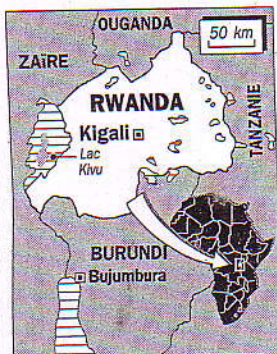 OUGANDA
50 km
ZAÏRE
RWANDA
Kigali
Lac
Kivu
TANZANIE
BURUNDI
Bujumbura